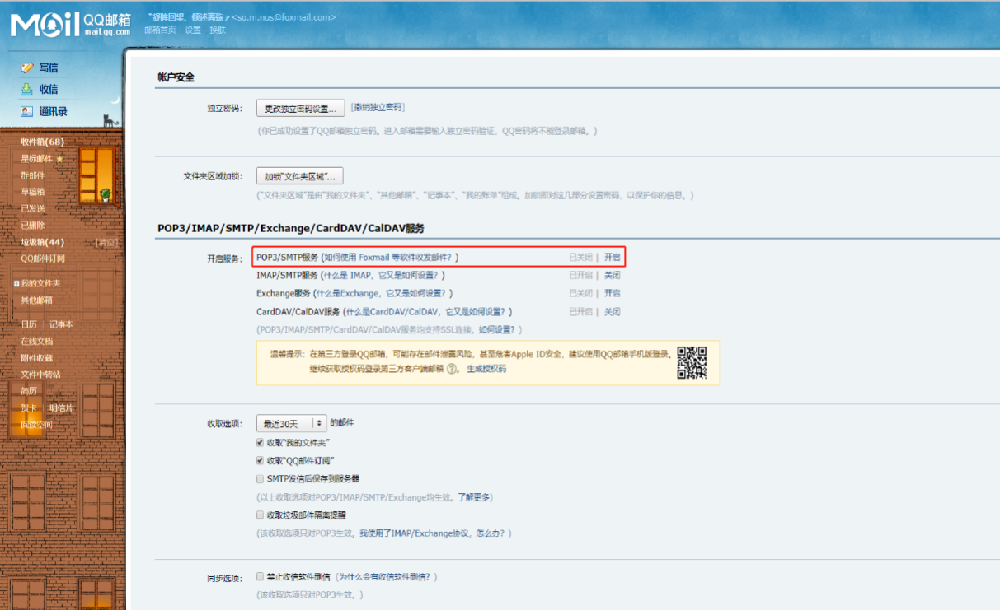 MOil QQ邮箱
mail.qq.com
<so.m.nus@foxmail.com>
邮箱首页 | 设置 换肤
写信
收信
通讯录
收件箱(68)
星标邮件
群邮件
草稿箱
已发送
已删除
垃圾箱(44) [清空]
QQ邮件订阅
我的文件夹
其他邮箱
日历 | 记事本
在线文档
附件收藏
文件中转站
简历
贺卡 | 明信片
阅读空间
帐户安全
独立密码: 更改独立密码设置... [撤销独立密码]
(你已成功设置了QQ邮箱独立密码。进入邮箱需要输入独立密码验证，QQ密码将不能登录邮箱。)
文件夹区域加锁: 加锁"文件夹区域"...
("文件夹区域"是由"我的文件夹"、"其他邮箱"、"记事本"、"我的账单"组成。加锁即对这几部分设置密码，以保护你的信息。)
POP3/IMAP/SMTP/Exchange/CardDAV/CalDAV服务
开启服务: POP3/SMTP服务 (如何使用 Foxmail 等软件收发邮件？) 已关闭 | 开启
IMAP/SMTP服务 (什么是 IMAP，它又是如何设置？) 已开启 | 关闭
Exchange服务 (什么是Exchange，它又是如何设置？) 已关闭 | 开启
CardDAV/CalDAV服务 (什么是CardDAV/CalDAV，它又是如何设置？) 已开启 | 关闭
(POP3/IMAP/SMTP/CardDAV/CalDAV服务均支持SSL连接。如何设置？)
温馨提示: 在第三方登录QQ邮箱，可能存在邮件泄露风险，甚至危害Apple ID安全，建议使用QQ邮箱手机版登录。
继续获取授权码登录第三方客户端邮箱 ? 。 生成授权码
收取选项: 最近30天 的邮件
收取"我的文件夹"
收取"QQ邮件订阅"
SMTP发信后保存到服务器
(以上收取选项对POP3/IMAP/SMTP/Exchange均生效。了解更多)
收取垃圾邮件隔离提醒
(该收取选项只对POP3生效。我使用了IMAP/Exchange协议，怎么办？)
同步选项: 禁止收信软件删信 (为什么会有收信软件删信？)
(该收取选项只对POP3生效。)